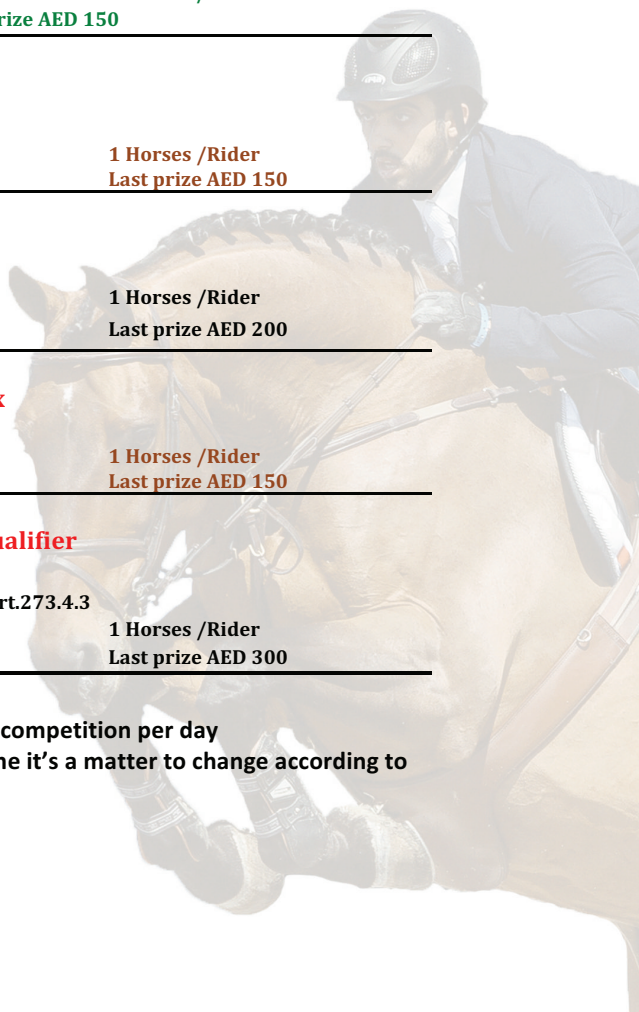 rize AED 150
1 Horses /Rider
Last prize AED 150
1 Horses /Rider
Last prize AED 200
1 Horses /Rider
Last prize AED 150
ualifier
rt.273.4.3
1 Horses /Rider
Last prize AED 300
competition per day
ne it’s a matter to change according to